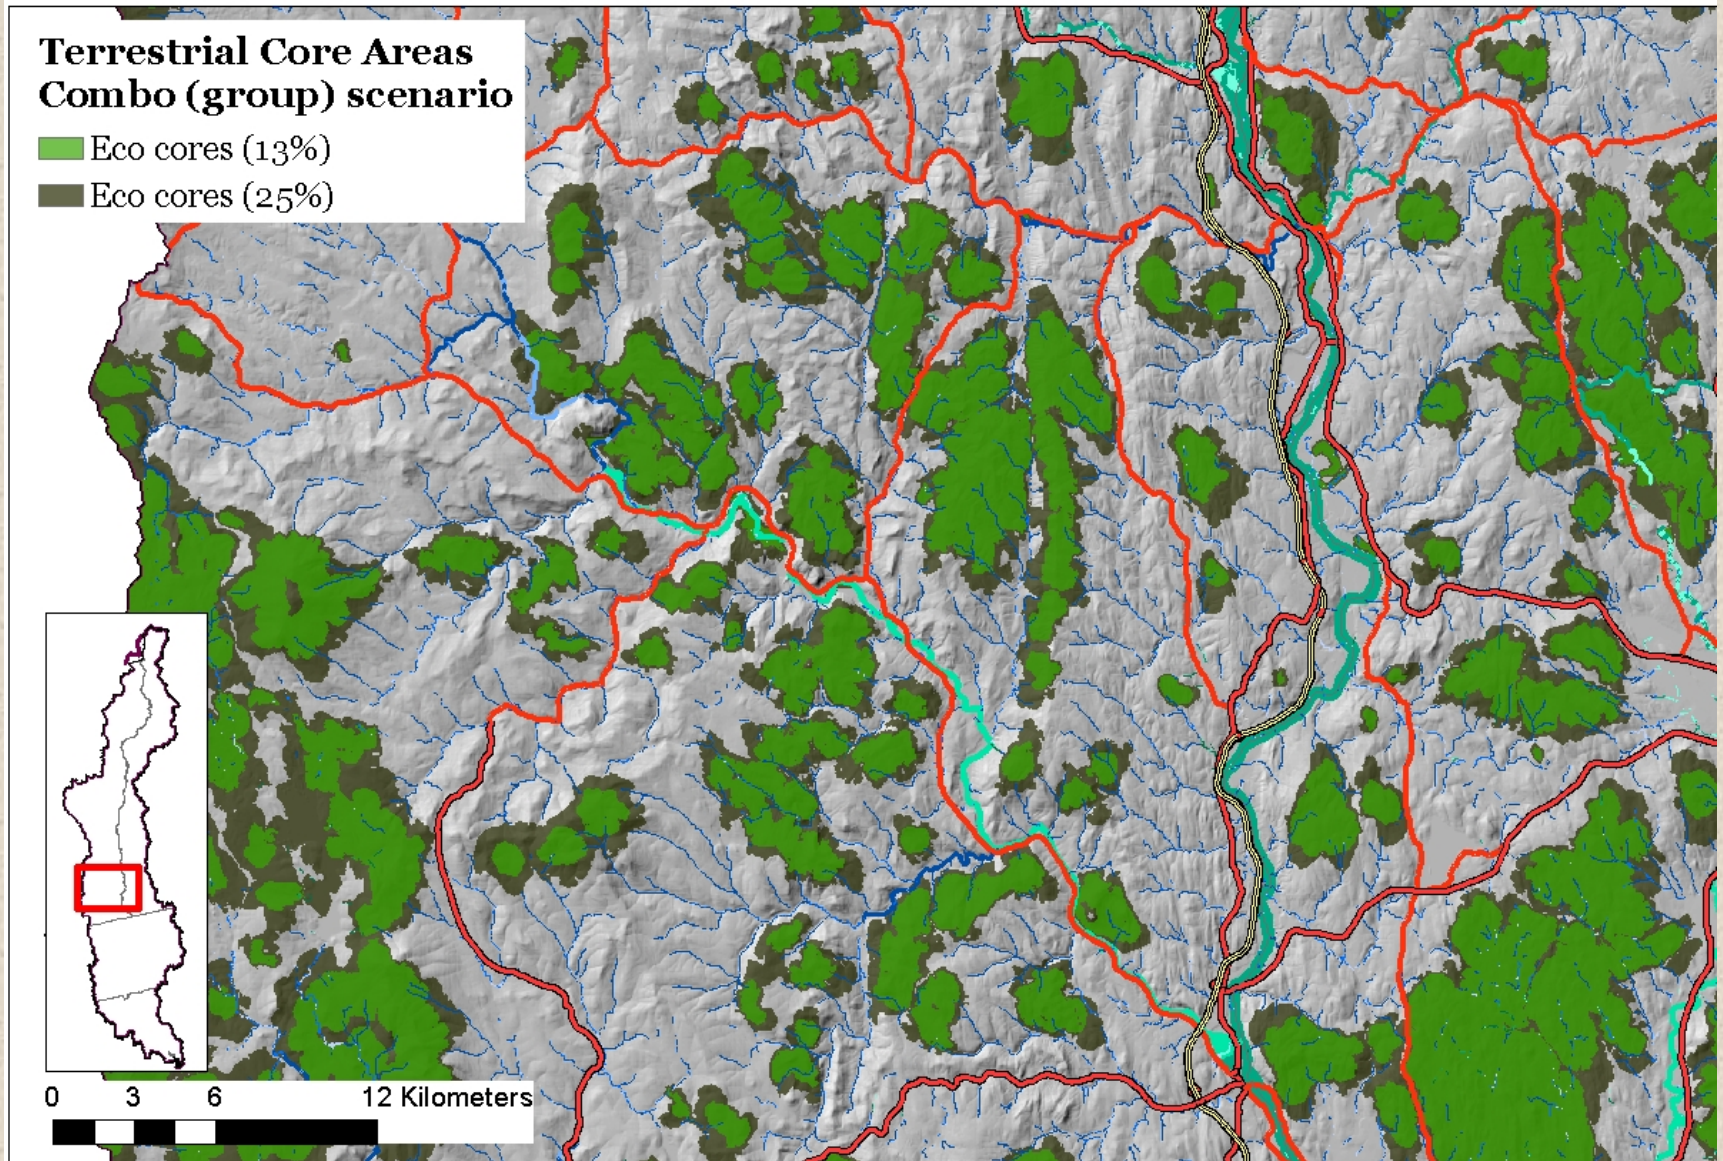 Terrestrial Core Areas
Combo (group) scenario
Eco cores (13%)
Eco cores (25%)
0 3 6 12 Kilometers